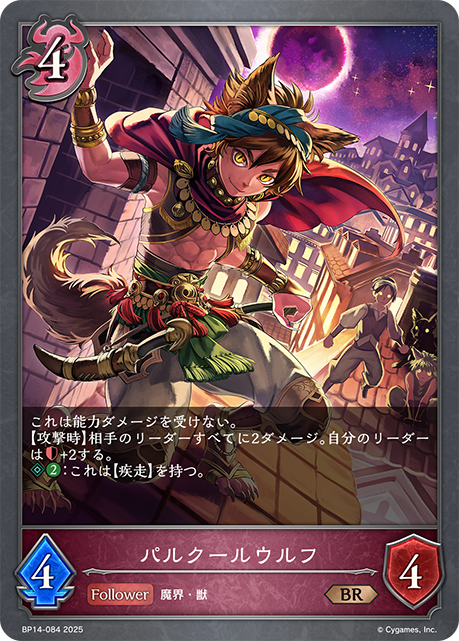 4
これは能力ダメージを受けない。
【攻撃時】相手のリーダーすべてに2ダメージ。自分のリーダー
は+2する。
2:これは【疾走】を持つ。
パルクールウルフ
4
Follower 魔界・獣 BR
4
BP14-084 2025
© Cygames, Inc.